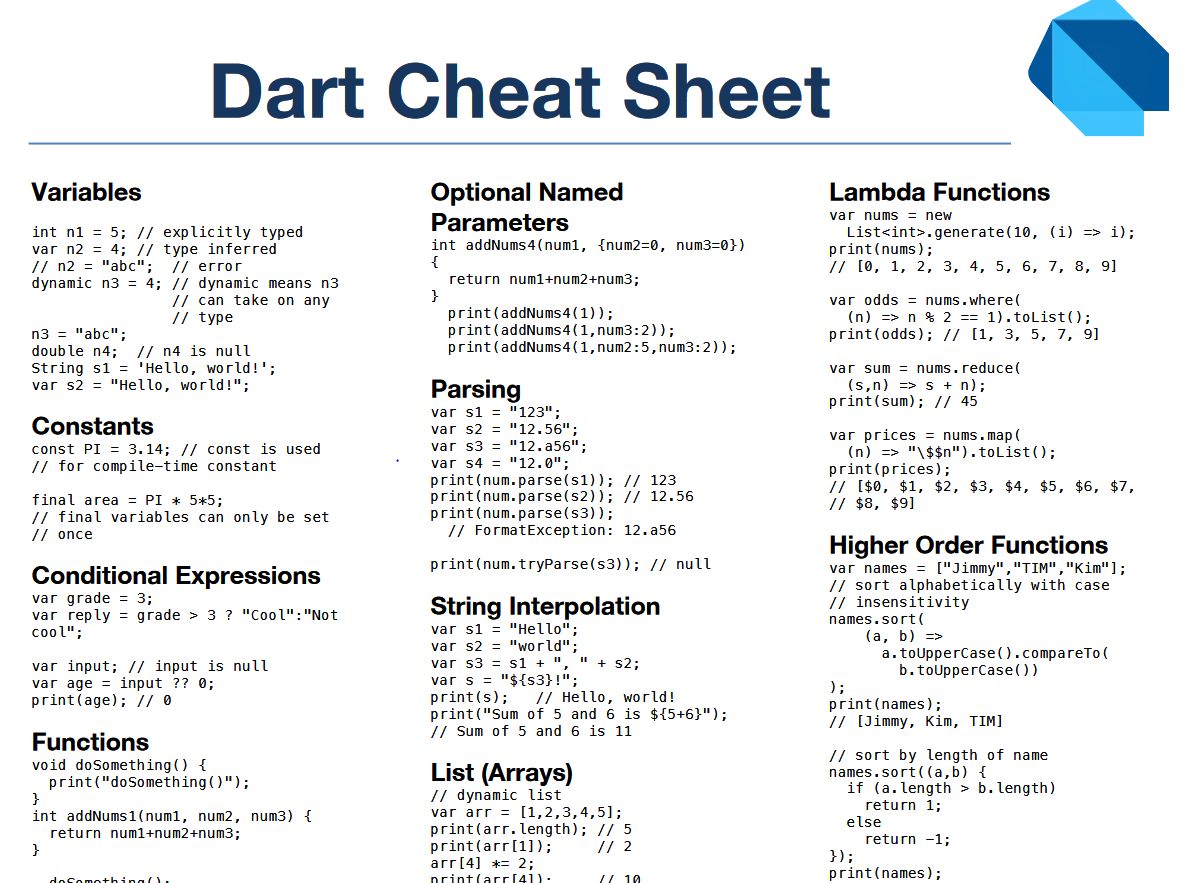 Dart Cheat Sheet
Variables
int n1 = 5; // explicitly typed
var n2 = 4; // type inferred
// n2 = "abc";  // error
dynamic n3 = 4; // dynamic means n3
                // can take on any
                // type
n3 = "abc";
double n4;  // n4 is null
String s1 = 'Hello, world!';
var s2 = "Hello, world!";
Constants
const PI = 3.14; // const is used
// for compile–time constant
final area = PI * 5*5;
// final variables can only be set
// once
Conditional Expressions
var grade = 3;
var reply = grade > 3 ? "Cool":"Not
cool";
var input; // input is null
var age = input ?? 0;
print(age); // 0
Functions
void doSomething() {
  print("doSomething()");
}
int addNums1(num1, num2, num3) {
  return num1+num2+num3;
}
  doSomething();
Optional Named
Parameters
int addNums4(num1, {num2=0, num3=0})
{
  return num1+num2+num3;
}
  print(addNums4(1));
  print(addNums4(1,num3:2));
  print(addNums4(1,num2:5,num3:2));
Parsing
var s1 = "123";
var s2 = "12.56";
var s3 = "12.a56";
var s4 = "12.0";
print(num.parse(s1)); // 123
print(num.parse(s2)); // 12.56
print(num.parse(s3));
  // FormatException: 12.a56
print(num.tryParse(s3)); // null
String Interpolation
var s1 = "Hello";
var s2 = "world";
var s3 = s1 + ", " + s2;
var s = "${s3}!";
print(s);   // Hello, world!
print("Sum of 5 and 6 is ${5+6}");
// Sum of 5 and 6 is 11
List (Arrays)
// dynamic list
var arr = [1,2,3,4,5];
print(arr.length); // 5
print(arr[1]);     // 2
arr[4] *= 2;
print(arr[4]);     // 10
Lambda Functions
var nums = new
  List<int>.generate(10, (i) => i);
print(nums);
// [0, 1, 2, 3, 4, 5, 6, 7, 8, 9]
var odds = nums.where(
  (n) => n % 2 == 1).toList();
print(odds); // [1, 3, 5, 7, 9]
var sum = nums.reduce(
  (s,n) => s + n);
print(sum); // 45
var prices = nums.map(
  (n) => "\$$n").toList();
print(prices);
// [$0, $1, $2, $3, $4, $5, $6, $7,
// $8, $9]
Higher Order Functions
var names = ["Jimmy","TIM","Kim"];
// sort alphabetically with case
// insensitivity
names.sort(
    (a, b) =>
      a.toUpperCase().compareTo(
        b.toUpperCase())
);
print(names);
// [Jimmy, Kim, TIM]
// sort by length of name
names.sort((a,b) {
  if (a.length > b.length)
    return 1;
  else
    return –1;
});
print(names);